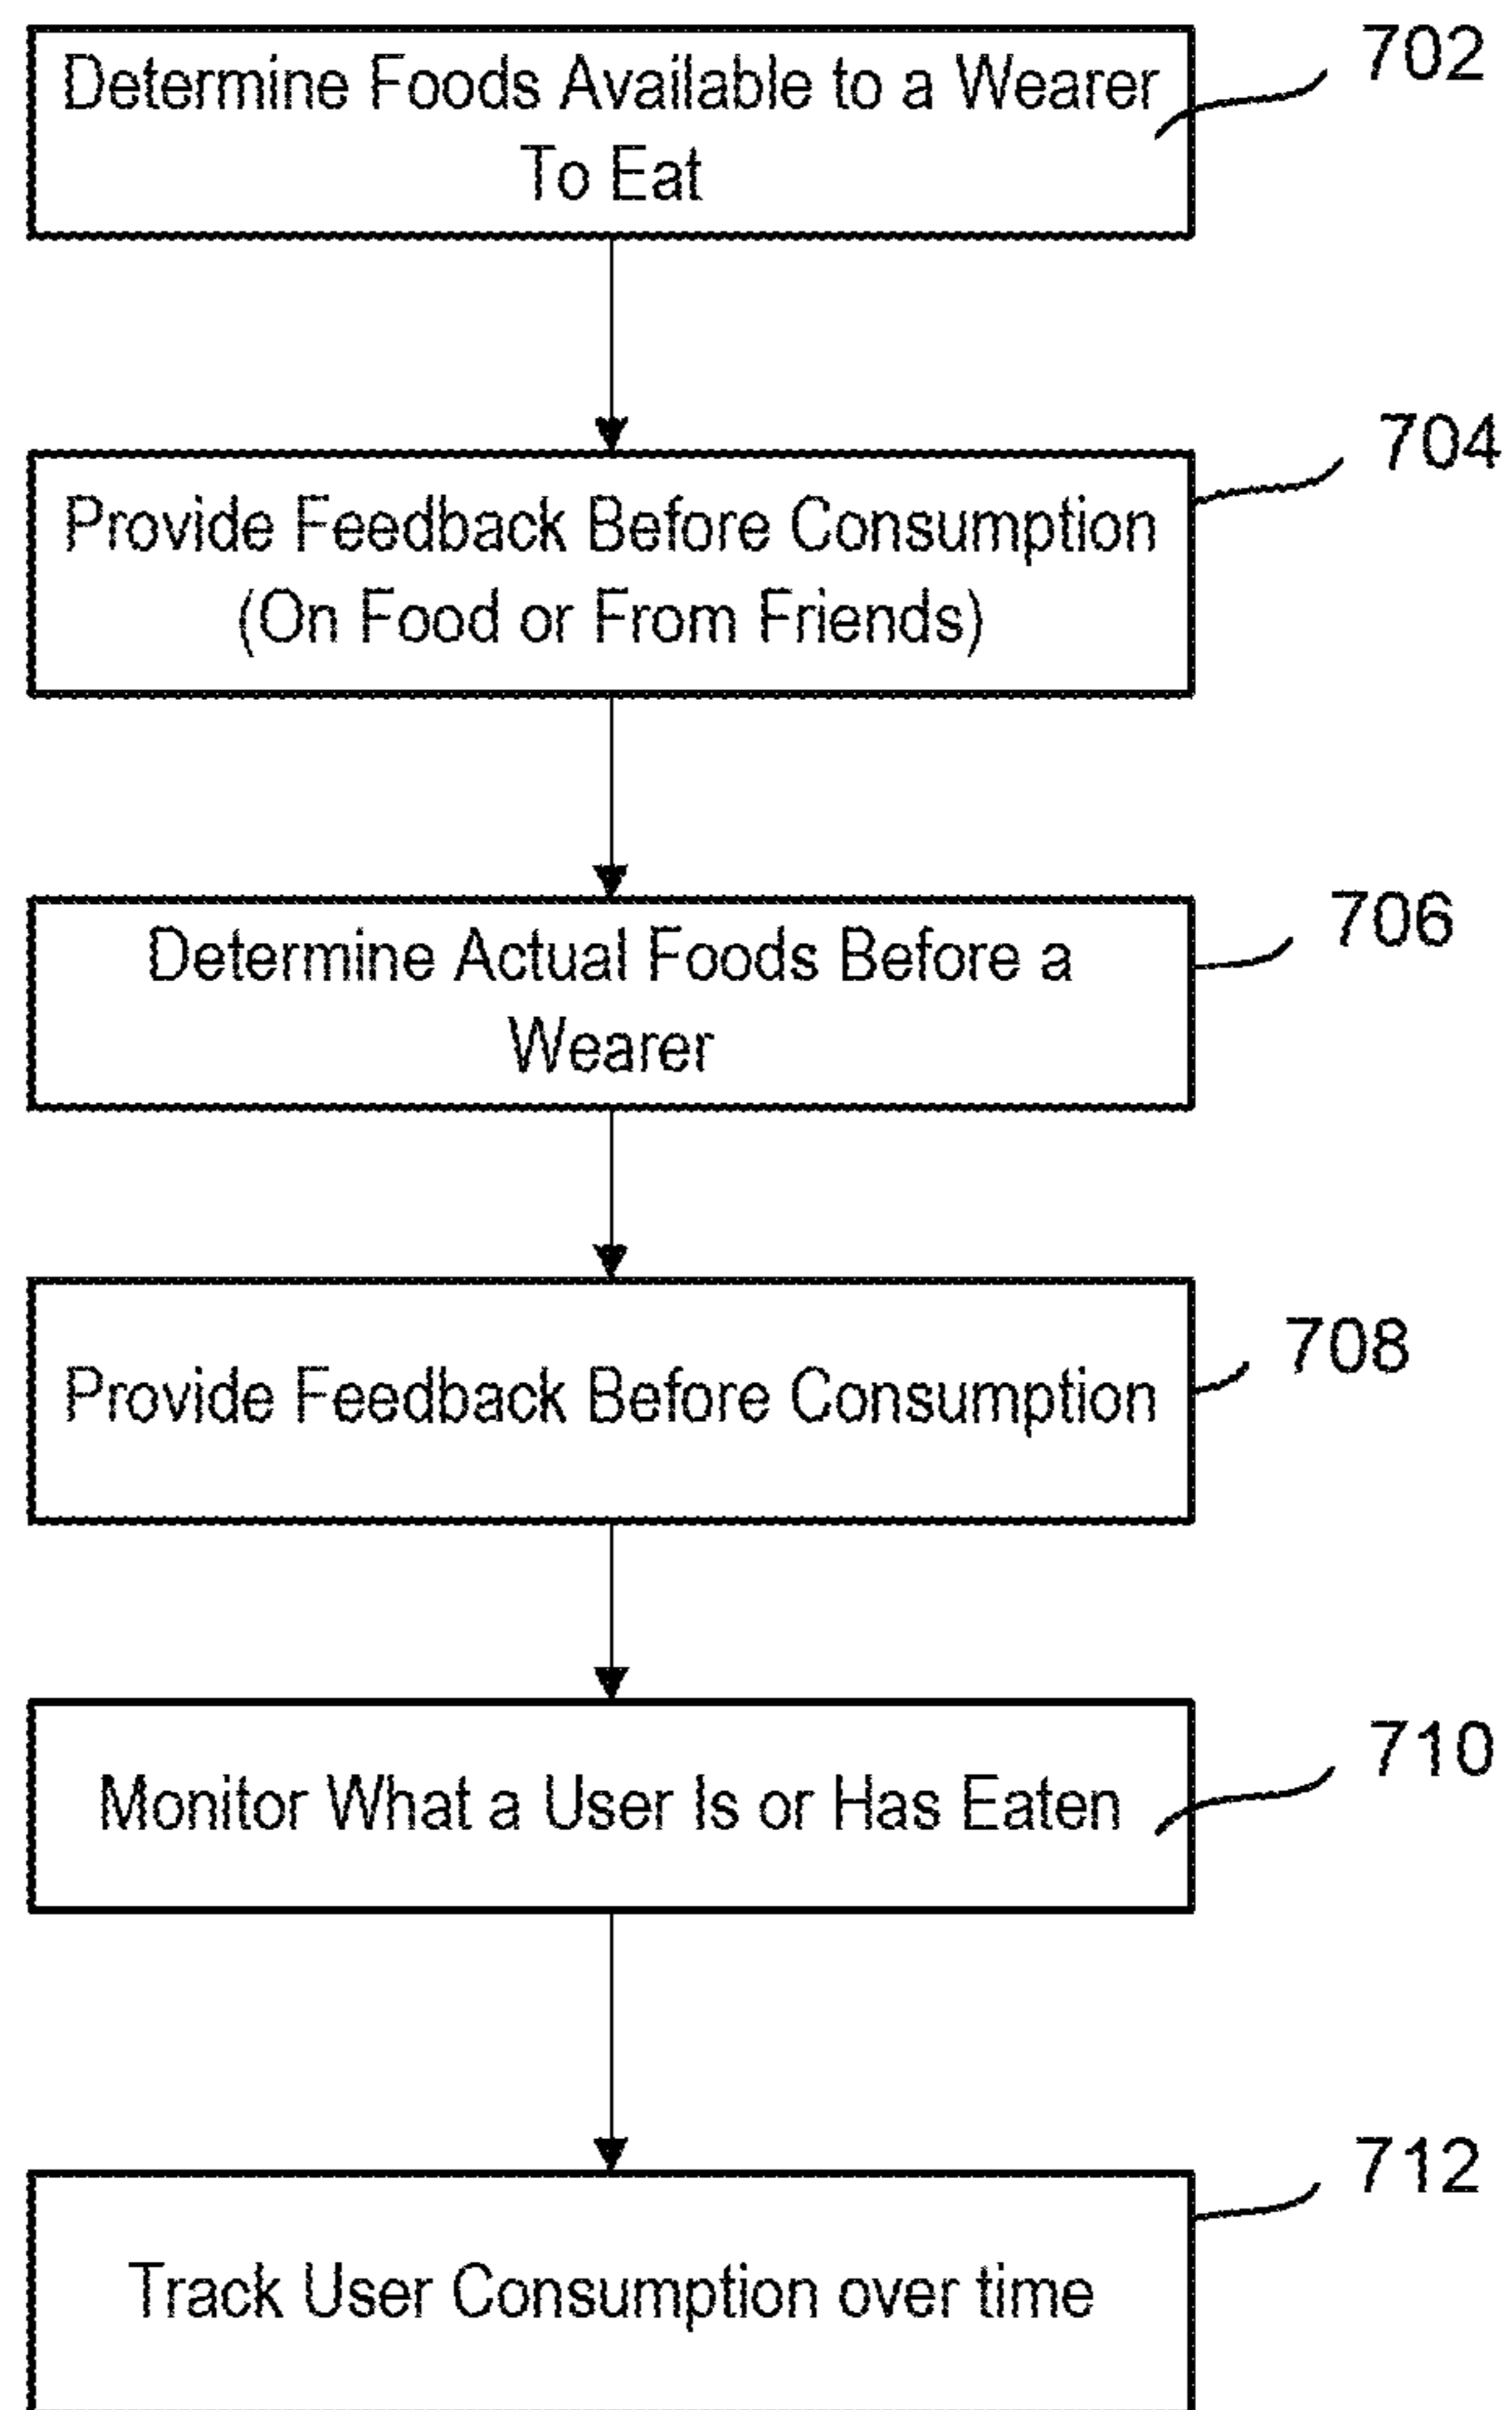 702
Determine Foods Available to a Wearer
To Eat
704
Provide Feedback Before Consumption
(On Food or From Friends)
706
Determine Actual Foods Before a
Wearer
708
Provide Feedback Before Consumption
710
Monitor What a User Is or Has Eaten
712
Track User Consumption over time